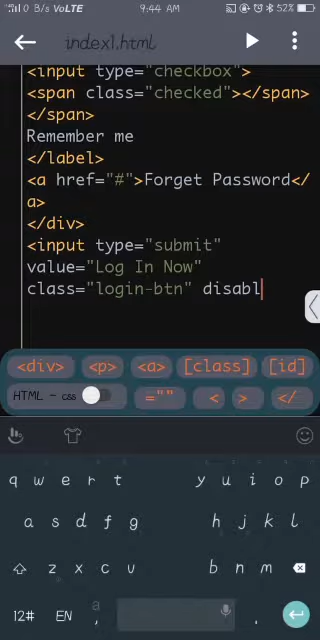 0 B/s VoLTE 9:44 AM 52%
index1.html
<input type="checkbox">
<span class="checked"></span>
</span>
Remember me
</label>
<a href="#">Forget Password</
a>
</div>
<input type="submit"
value="Log In Now"
class="login-btn" disabl
<div> <p> <a> [class] [id]
HTML - css ="" < > </
q w e r t y u i o p
a s d f g h j k l
z x c v b n m
12# EN a , .